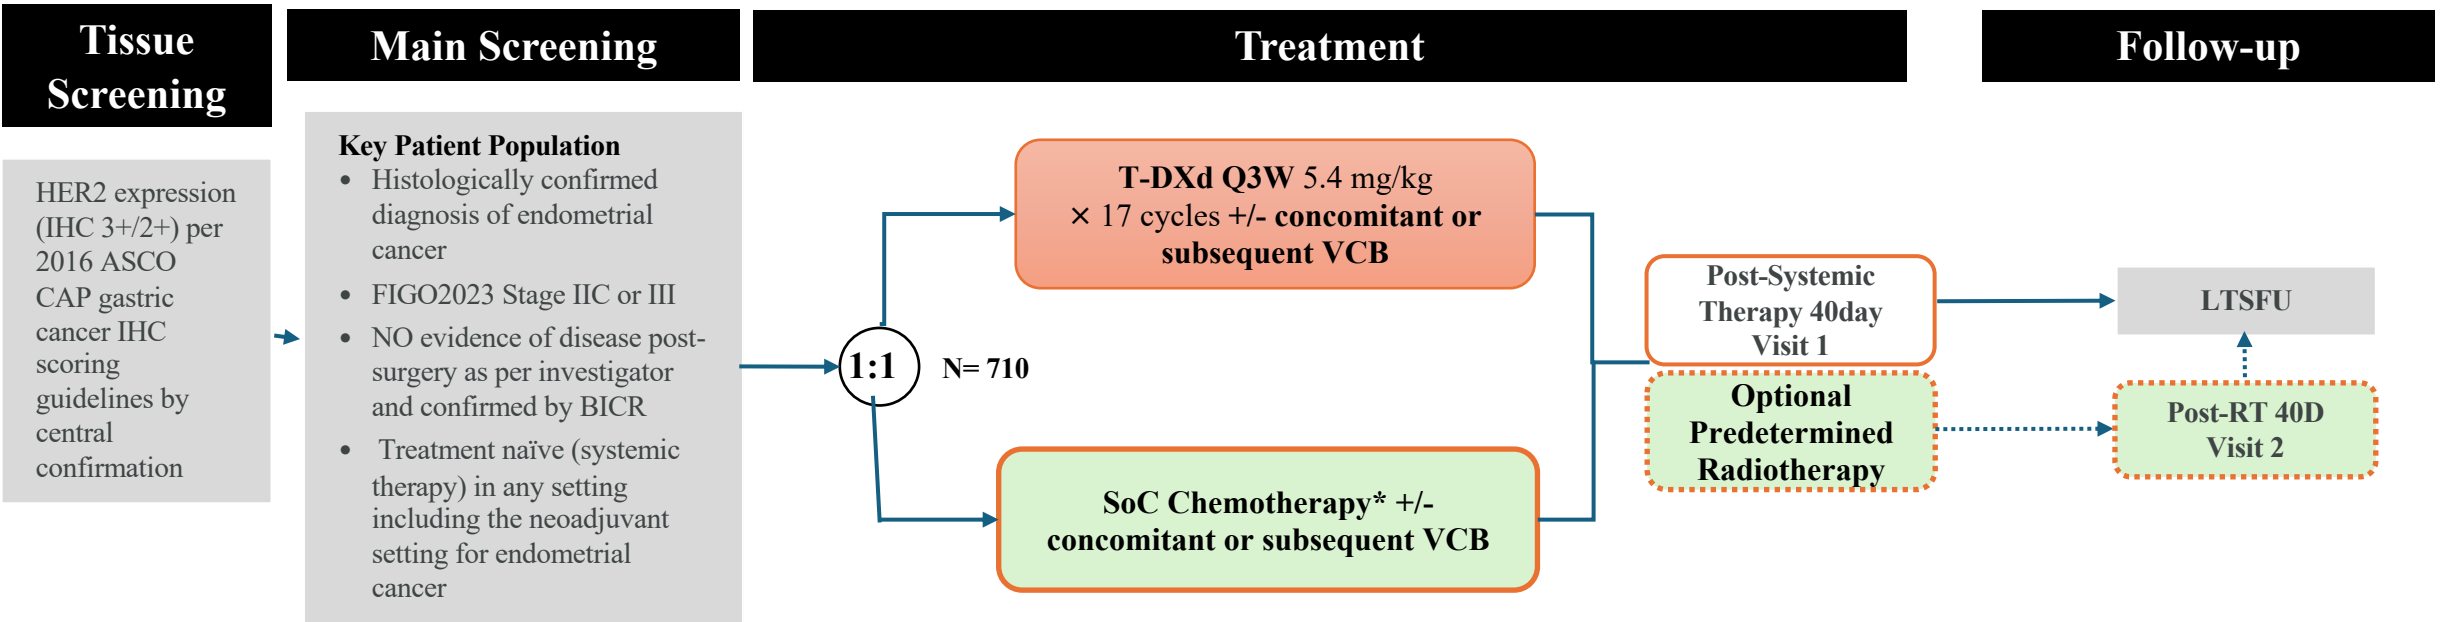 Tissue
Screening
Main Screening
Treatment
Follow-up
HER2 expression
(IHC 3+/2+) per
2016 ASCO
CAP gastric
cancer IHC
scoring
guidelines by
central
confirmation
Key Patient Population
• Histologically confirmed
diagnosis of endometrial
cancer
• FIGO2023 Stage IIC or III
• NO evidence of disease post-
surgery as per investigator
and confirmed by BICR
• Treatment naïve (systemic
therapy) in any setting
including the neoadjuvant
setting for endometrial
cancer
1:1
N= 710
T-DXd Q3W 5.4 mg/kg
× 17 cycles +/- concomitant or
subsequent VCB
SoC Chemotherapy* +/-
concomitant or subsequent VCB
Post-Systemic
Therapy 40day
Visit 1
Optional
Predetermined
Radiotherapy
LTSFU
Post-RT 40D
Visit 2